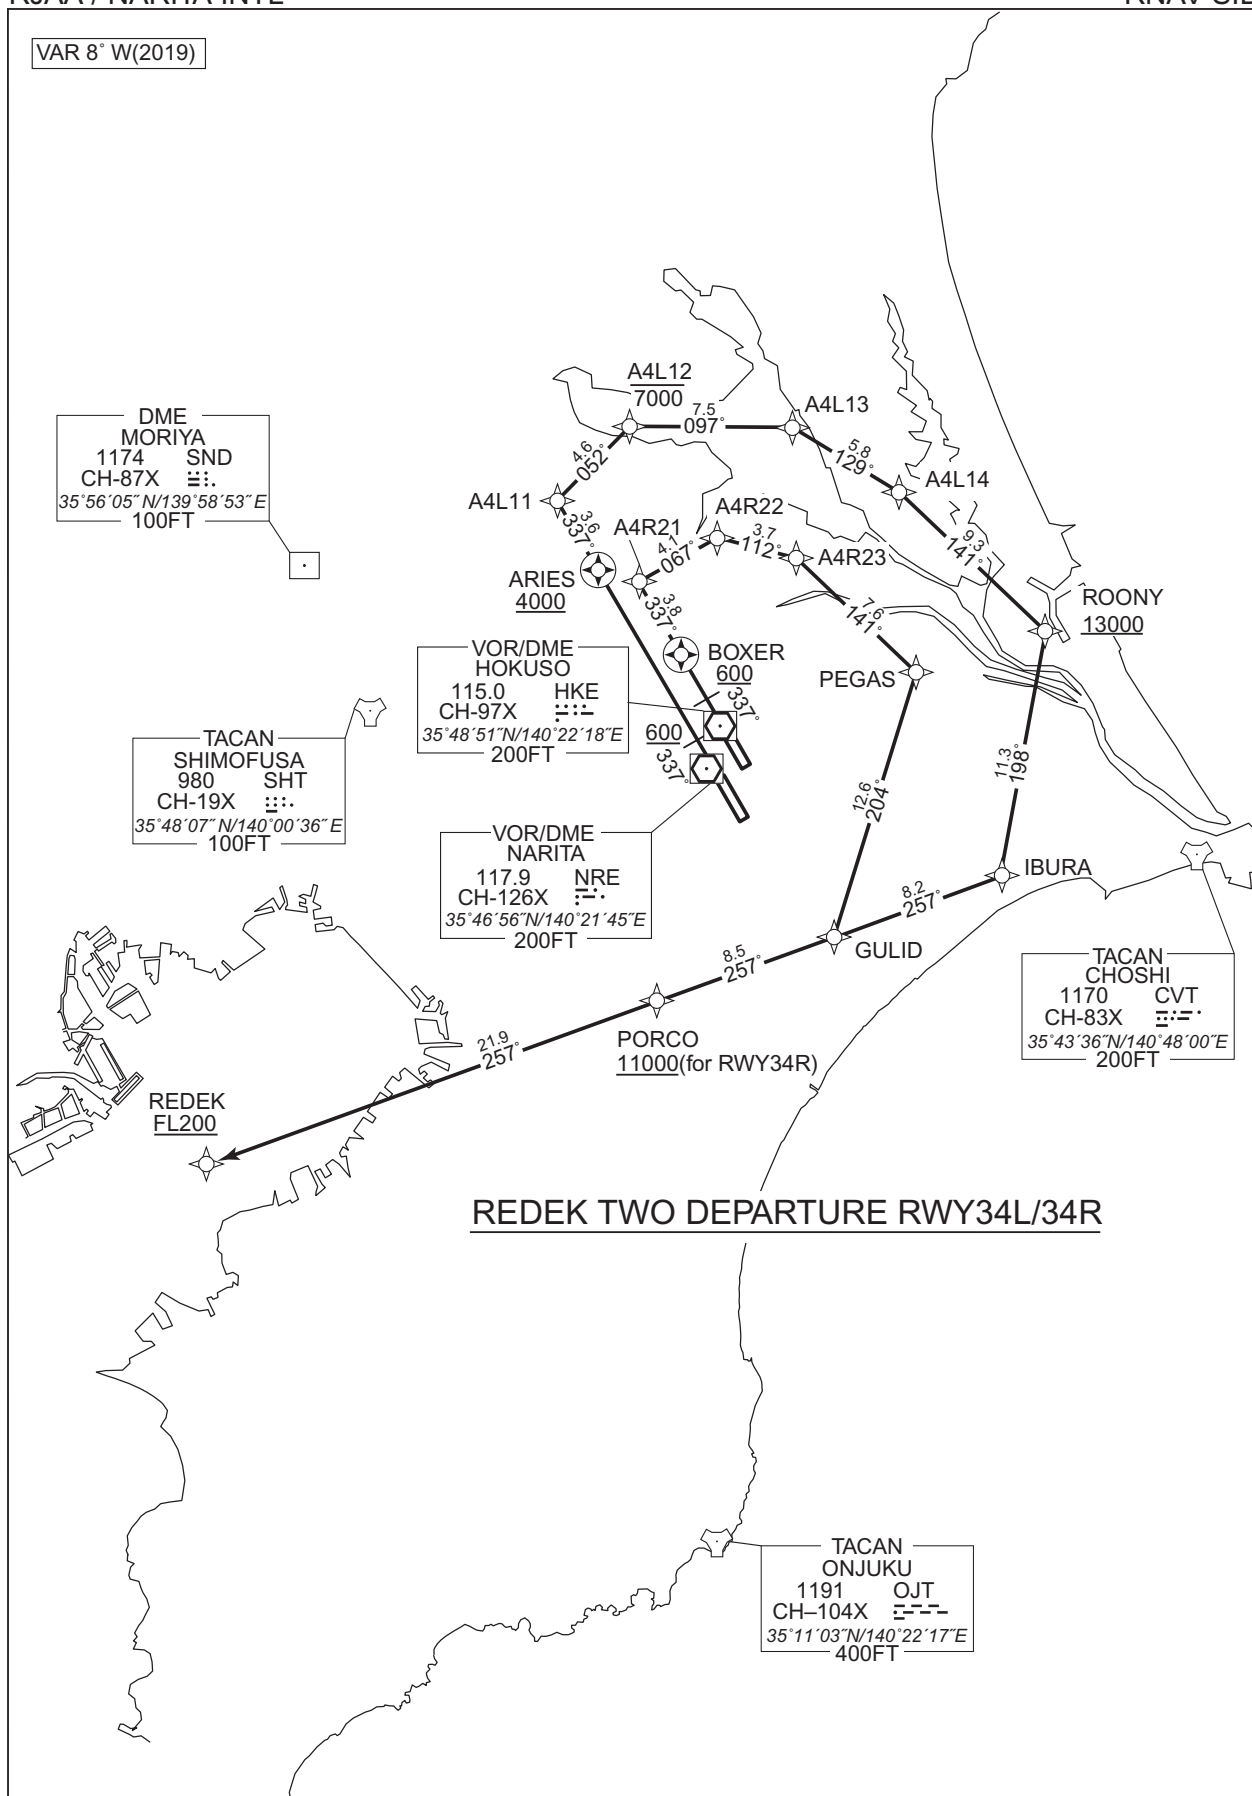 RJAA / NARITA INTL
RNAV SID
VAR 8° W(2019)
A4L12
7000
7.5
097°
A4L13
5.8
129°
A4L14
4.6
052°
A4L11
3.6
337°
A4R21
A4R22
4.1
067°
3.7
112°
A4R23
9.3
141°
ARIES
4000
3.8
337°
7.6
141°
ROONY
13000
BOXER
600
337°
PEGAS
600
337°
DME
MORIYA
1174 SND
CH-87X
35°56´05˝ N/139°58´53˝ E
100FT
VOR/DME
HOKUSO
115.0 HKE
CH-97X
35°48´51˝N/140°22´18˝E
200FT
TACAN
SHIMOFUSA
980 SHT
CH-19X
35°48´07˝ N/140°00´36˝ E
100FT
VOR/DME
NARITA
117.9 NRE
CH-126X
35°46´56˝N/140°21´45˝E
200FT
12.6
204°
11.3
198°
IBURA
8.2
257°
GULID
8.5
257°
TACAN
CHOSHI
1170 CVT
CH-83X
35°43´36˝N/140°48´00˝E
200FT
PORCO
11000(for RWY34R)
21.9
257°
REDEK
FL200
REDEK TWO DEPARTURE RWY34L/34R
TACAN
ONJUKU
1191 OJT
CH–104X
35°11´03˝N/140°22´17˝E
400FT